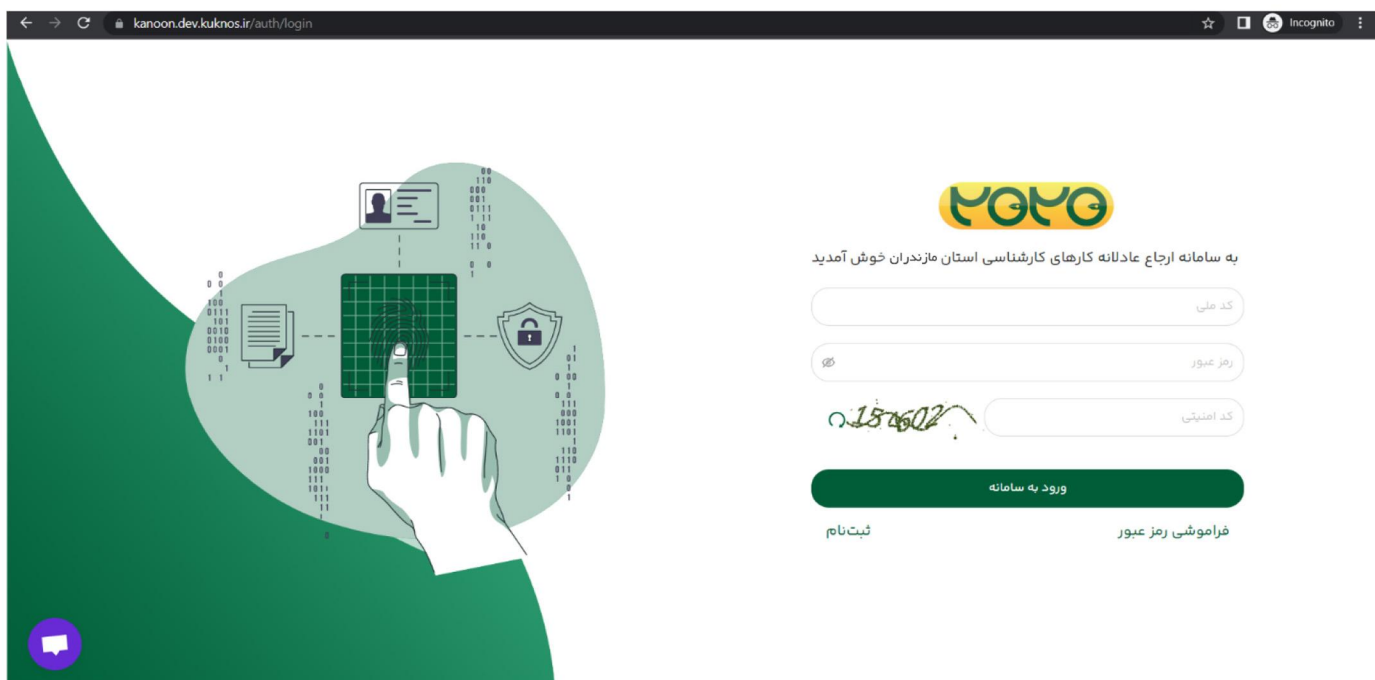 kanoon.dev.kuknos.ir/auth/login
Incognito
به سامانه ارجاع عادلانه کارهای کارشناسی استان مازندران خوش آمدید
کد ملی
رمز عبور
کد امنیتی
ورود به سامانه
فراموشی رمز عبور
ثبت‌نام